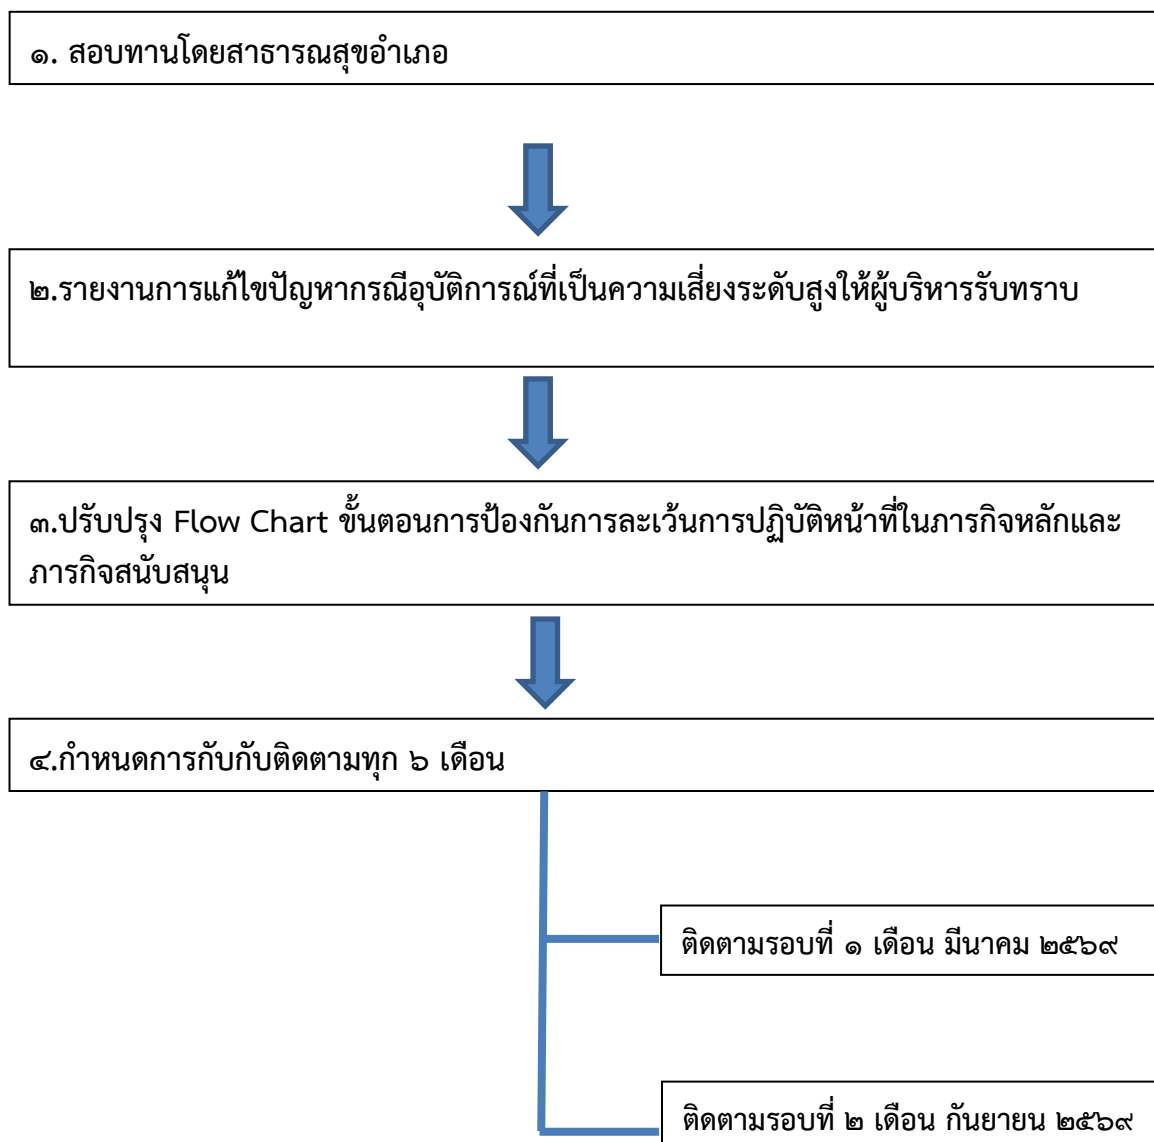 ๑. สอบทานโดยสาธารณสุขอำเภอ
๒.รายงานการแก้ไขปัญหากรณีอุบัติการณ์ที่เป็นความเสี่ยงระดับสูงให้ผู้บริหารรับทราบ
๓.ปรับปรุง Flow Chart ขั้นตอนการป้องกันการละเว้นการปฏิบัติหน้าที่ในภารกิจหลักและ
ภารกิจสนับสนุน
๔.กำหนดการกับกับติดตามทุก ๖ เดือน
ติดตามรอบที่ ๑ เดือน มีนาคม ๒๕๖๙
ติดตามรอบที่ ๒ เดือน กันยายน ๒๕๖๙